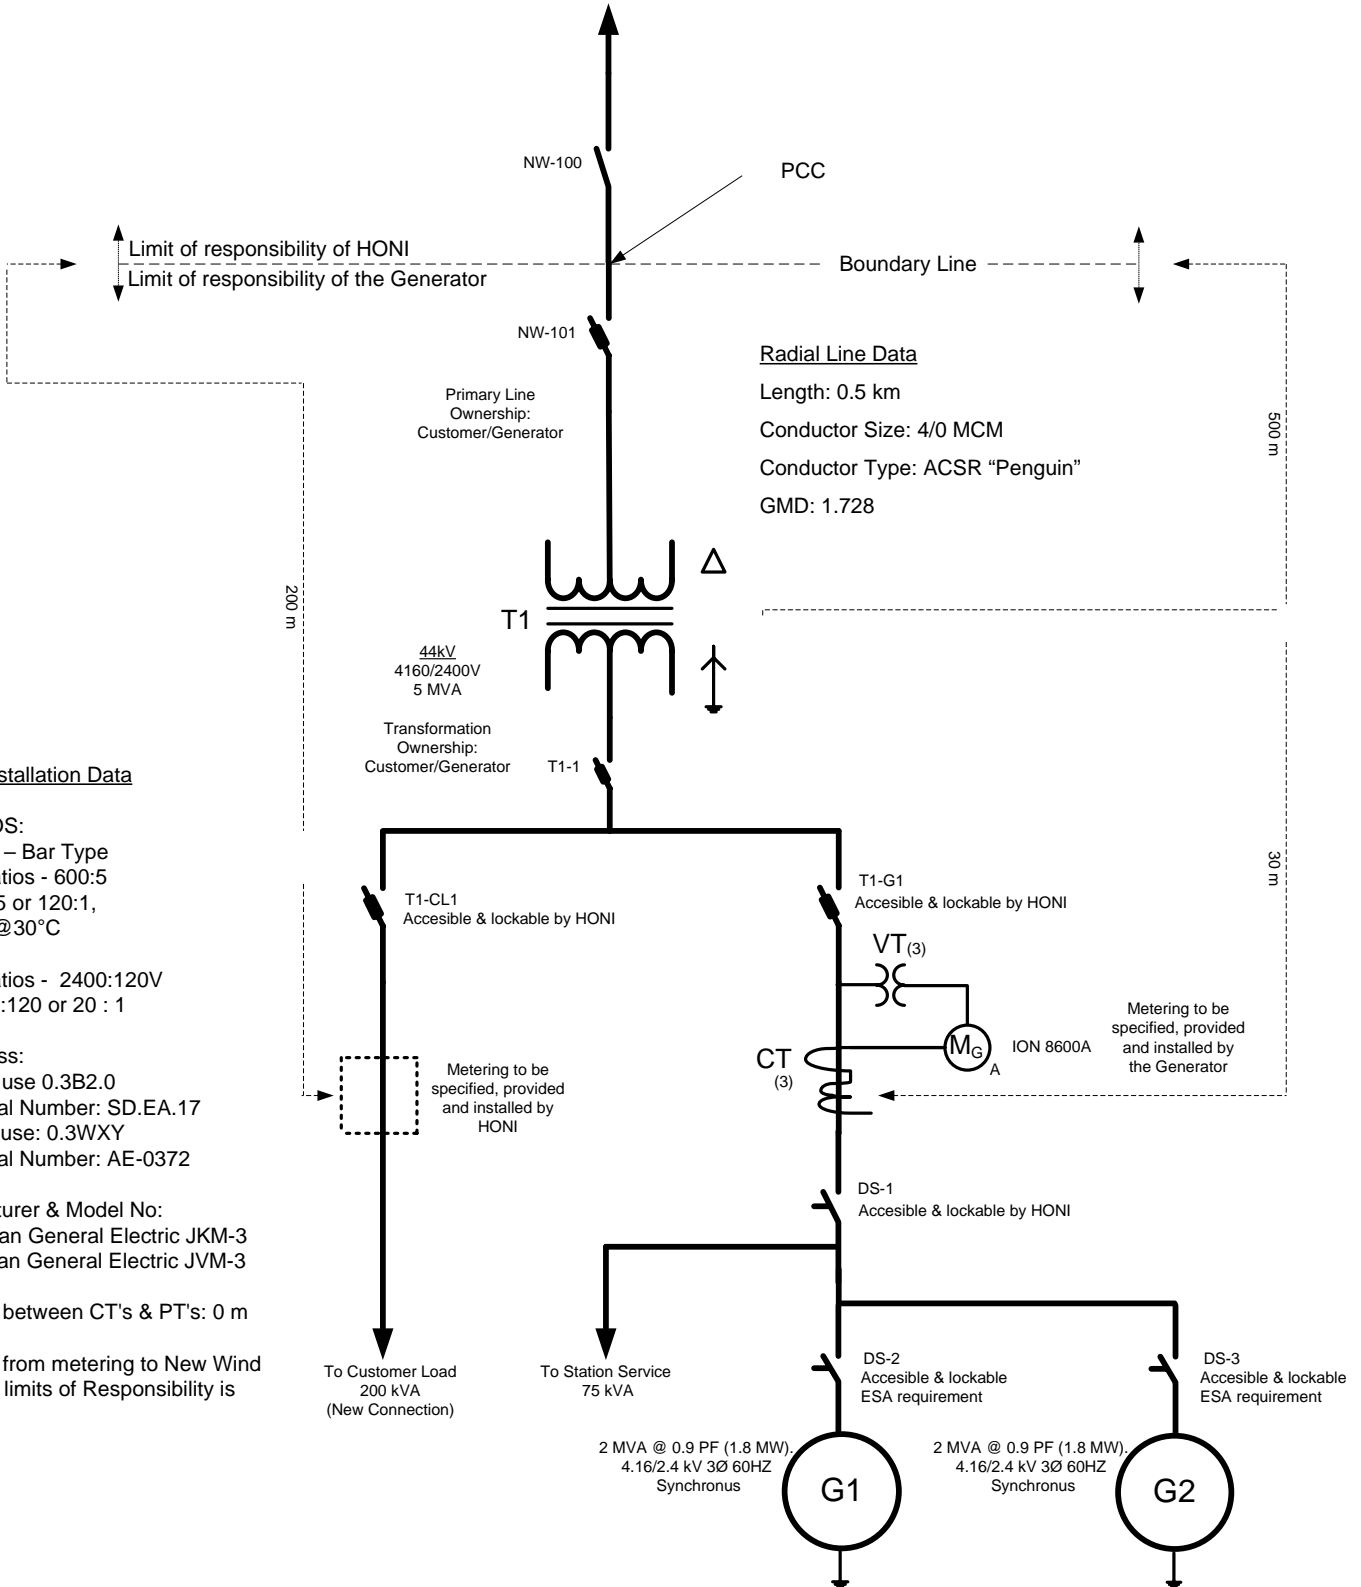 NW-100
PCC
Limit of responsibility of HONI
Boundary Line
Limit of responsibility of the Generator
NW-101
Radial Line Data
Length: 0.5 km
Conductor Size: 4/0 MCM
Conductor Type: ACSR “Penguin”
GMD: 1.728
Primary Line
Ownership:
Customer/Generator
500 m
200 m
T1
44kV
4160/2400V
5 MVA
Transformation
Ownership:
Customer/Generator
T1-1
stallation Data
OS:
– Bar Type
atios - 600:5
5 or 120:1,
@30°C
atios - 2400:120V
:120 or 20 : 1
ss:
use 0.3B2.0
al Number: SD.EA.17
use: 0.3WXY
al Number: AE-0372
turer & Model No:
an General Electric JKM-3
an General Electric JVM-3
between CT's & PT's: 0 m
from metering to New Wind
limits of Responsibility is
T1-CL1
Accesible & lockable by HONI
T1-G1
Accesible & lockable by HONI
30 m
VT(3)
CT
(3)
MG
A
ION 8600A
Metering to be
specified, provided
and installed by
the Generator
Metering to be
specified, provided
and installed by
HONI
DS-1
Accesible & lockable by HONI
To Customer Load
200 kVA
(New Connection)
To Station Service
75 kVA
DS-2
Accesible & lockable
ESA requirement
DS-3
Accesible & lockable
ESA requirement
2 MVA @ 0.9 PF (1.8 MW).
4.16/2.4 kV 3Ø 60HZ
Synchronus
G1
2 MVA @ 0.9 PF (1.8 MW).
4.16/2.4 kV 3Ø 60HZ
Synchronus
G2